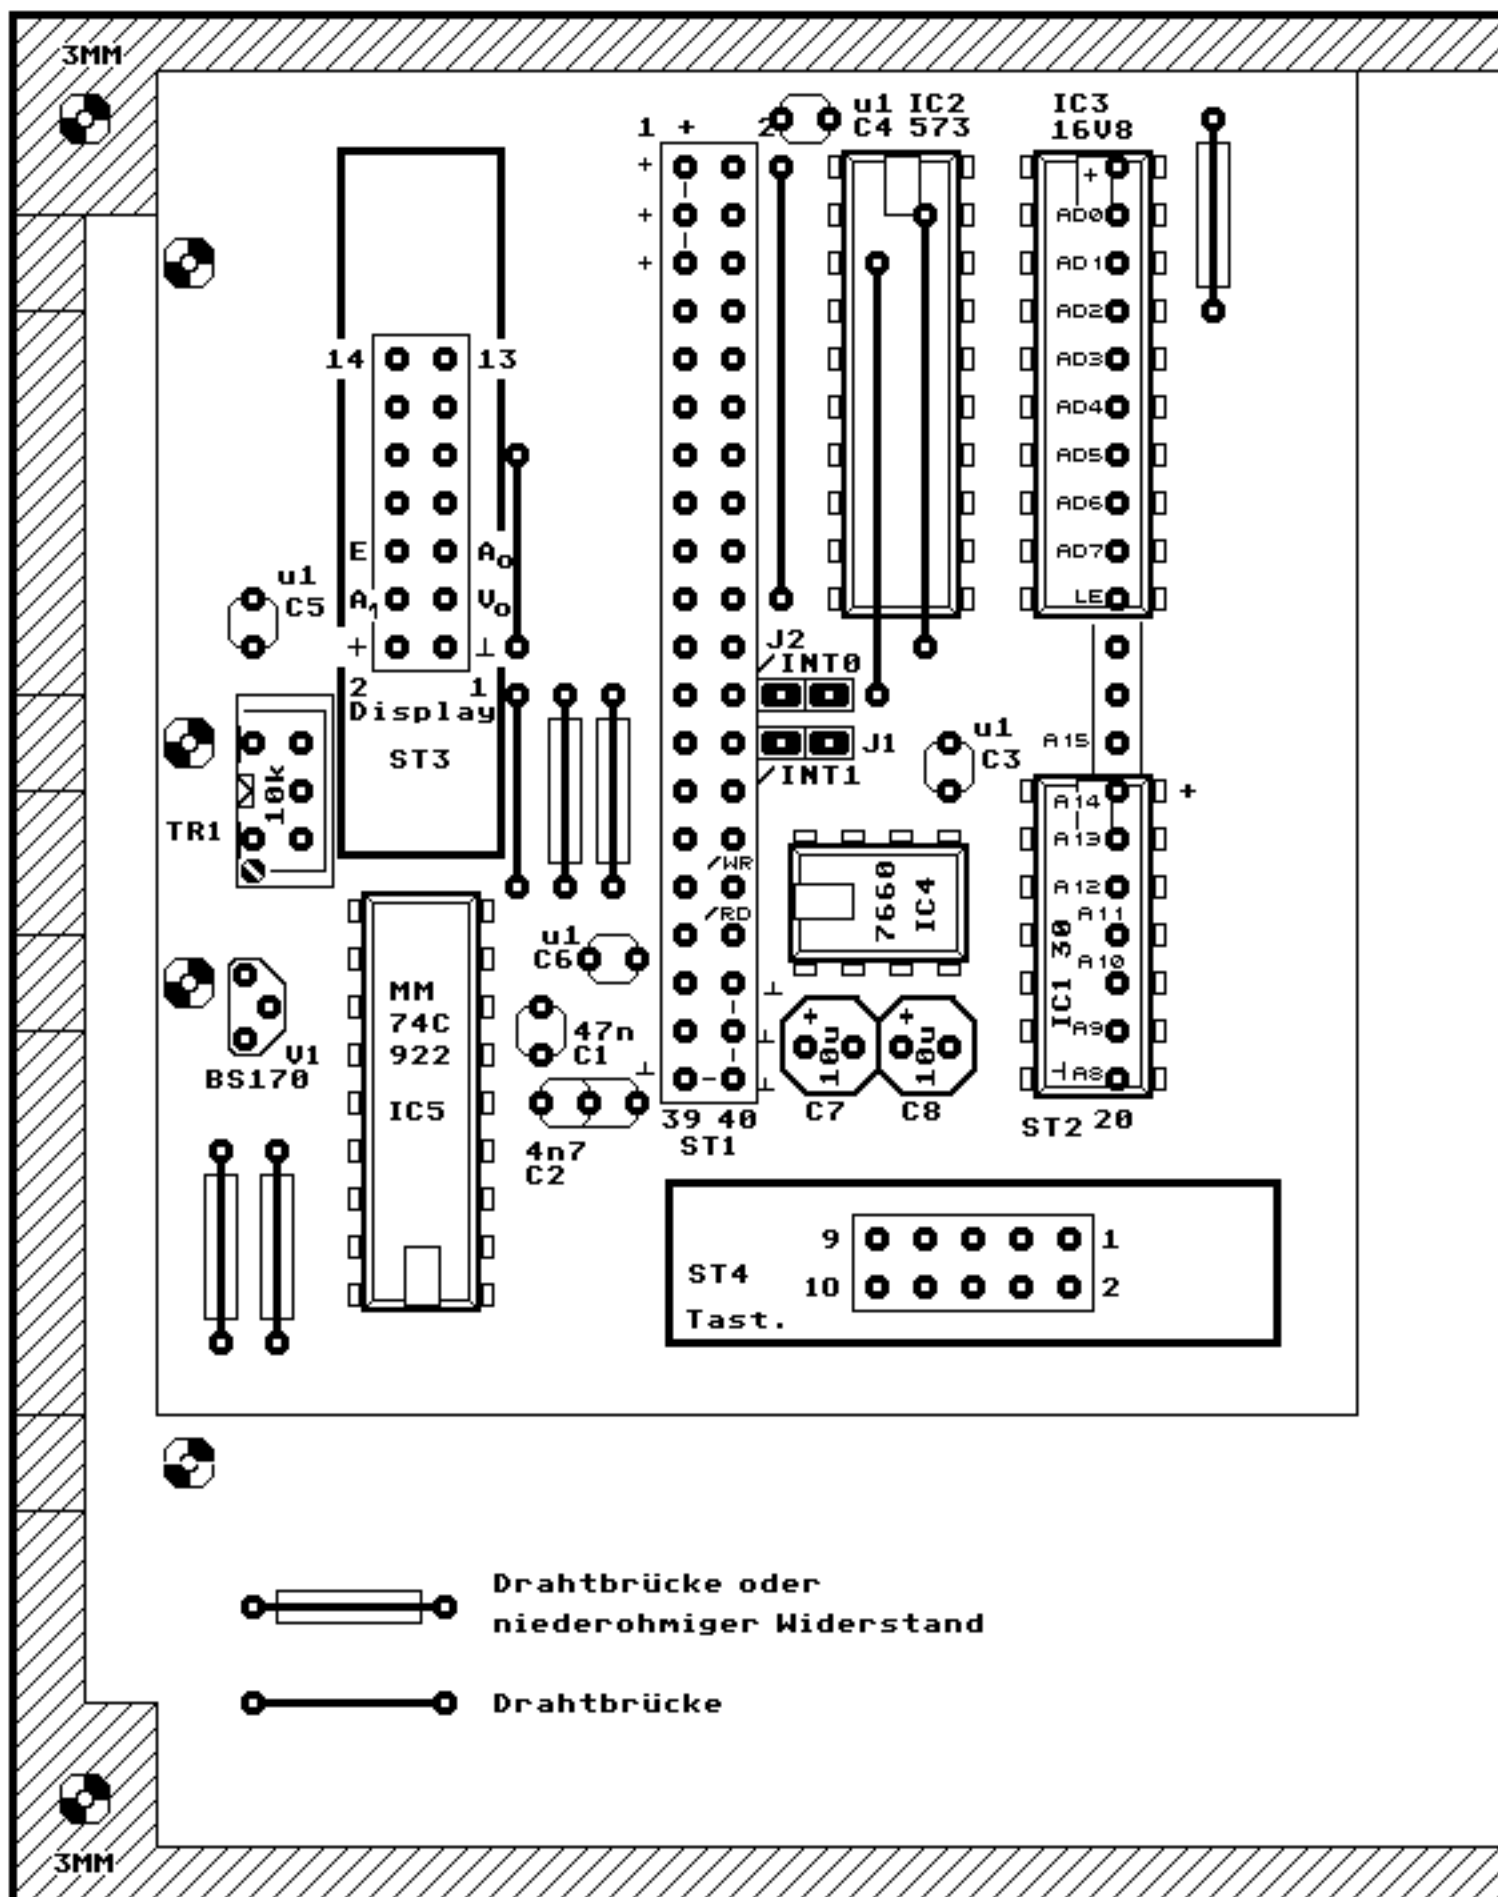 3MM
u1 IC2
C4 573
IC3
16V8
1 + 2
+
+
+
+
AD0
AD1
AD2
AD3
AD4
AD5
AD6
AD7
LE
14 13
E A0
A1 V0
+ ⊥
2 1
Display
ST3
u1
C5
10k
TR1
J2
/INT0
J1
/INT1
u1
C3
A15
A14
A13
A12
A11
A10
A9
⊥ A8
+
IC1 30
ST2 20
/WR
/RD
7660
IC4
u1
C6
MM
74C
922
IC5
47n
C1
V1
BS170
4n7
C2
⊥
⊥
⊥
⊥
39 40
ST1
+
10u
C7
+
10u
C8
9 1
ST4
10 2
Tast.
Drahtbrücke oder
niederohmiger Widerstand
Drahtbrücke
3MM